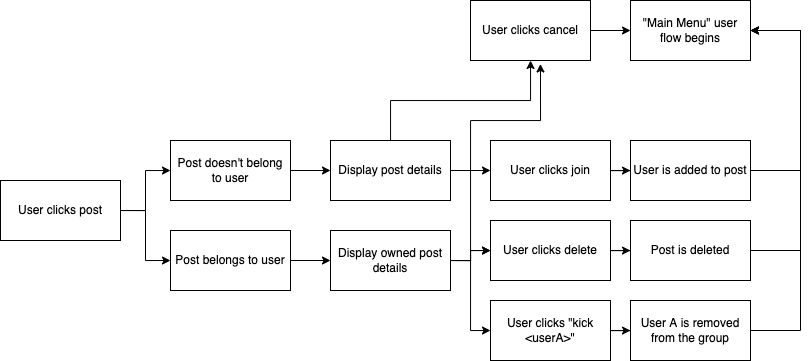 User clicks cancel
"Main Menu" user
flow begins
Post doesn't belong
to user
Display post details
User clicks join
User is added to post
User clicks post
Post belongs to user
Display owned post
details
User clicks delete
Post is deleted
User clicks "kick
<userA>"
User A is removed
from the group